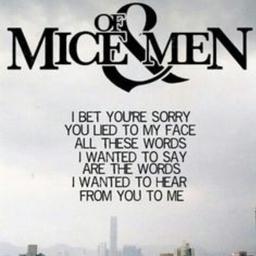 OF
MICE & MEN
I BET YOU'RE SORRY
YOU LIED TO MY FACE
ALL THESE WORDS
I WANTED TO SAY
ARE THE WORDS
I WANTED TO HEAR
FROM YOU TO ME